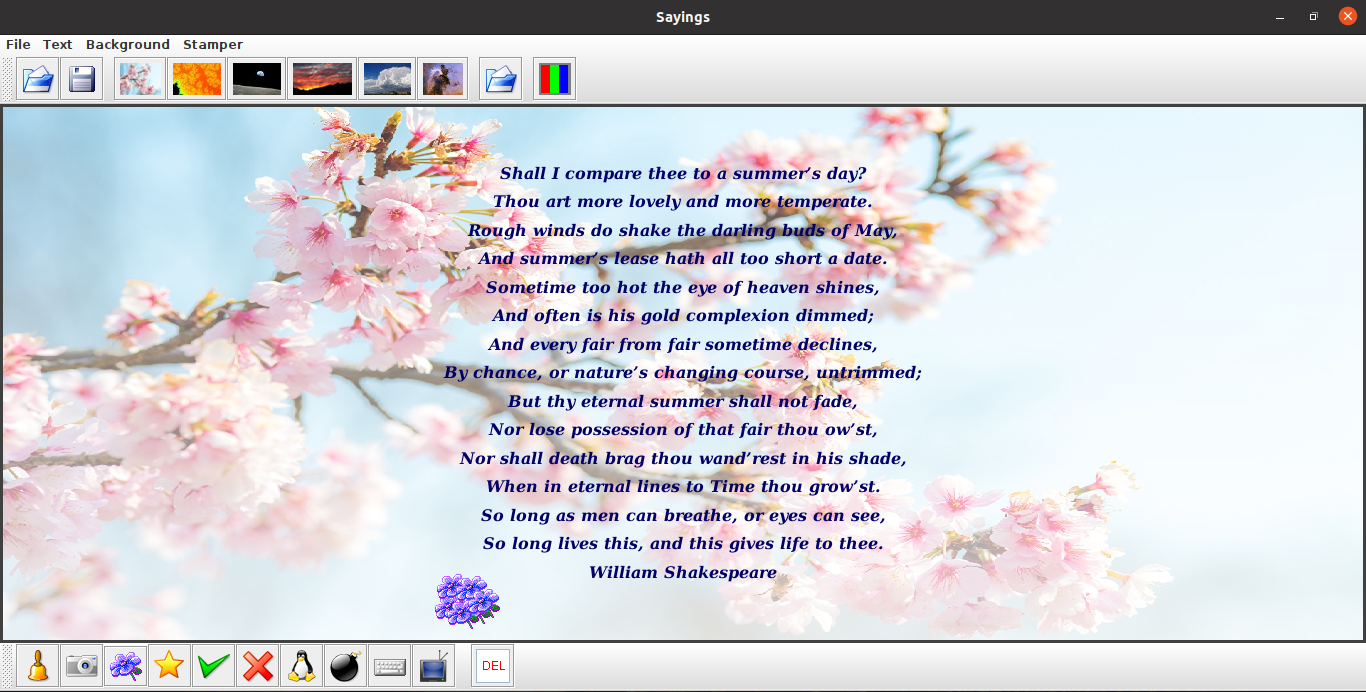 Sayings
File Text Background Stamper
Shall I compare thee to a summer’s day?
Thou art more lovely and more temperate.
Rough winds do shake the darling buds of May,
And summer’s lease hath all too short a date.
Sometime too hot the eye of heaven shines,
And often is his gold complexion dimmed;
And every fair from fair sometime declines,
By chance, or nature’s changing course, untrimmed;
But thy eternal summer shall not fade,
Nor lose possession of that fair thou ow’st,
Nor shall death brag thou wand’rest in his shade,
When in eternal lines to Time thou grow’st.
So long as men can breathe, or eyes can see,
So long lives this, and this gives life to thee.
William Shakespeare
DEL